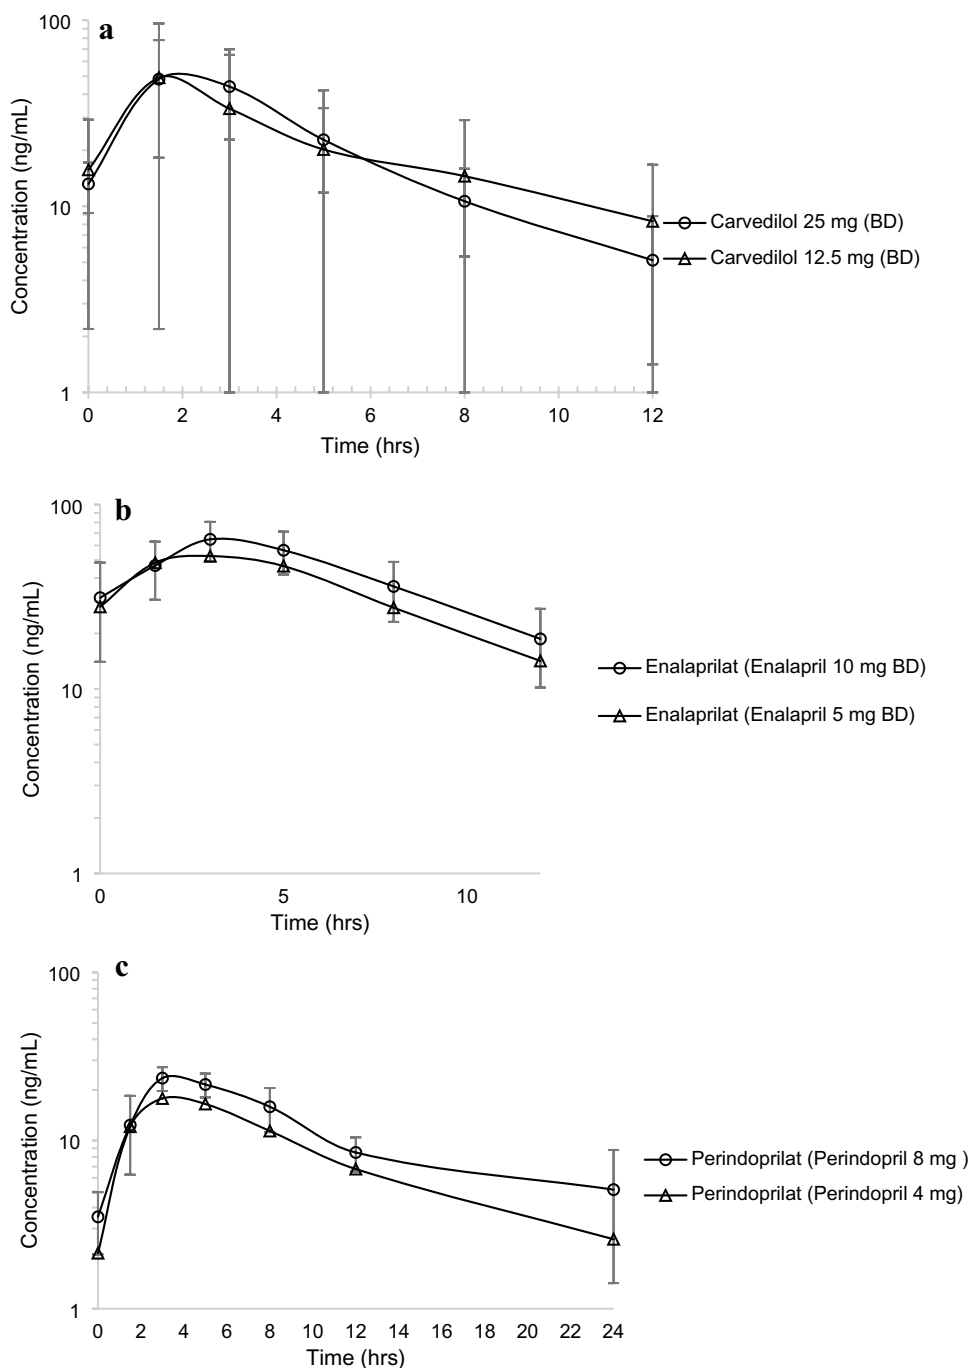 a
100
10
1
Concentration (ng/mL)
0 2 4 6 8 10 12
Time (hrs)
Carvedilol 25 mg (BD)
Carvedilol 12.5 mg (BD)
b
100
10
1
Concentration (ng/mL)
0 5 10
Time (hrs)
Enalaprilat (Enalapril 10 mg BD)
Enalaprilat (Enalapril 5 mg BD)
c
100
10
1
Concentration (ng/mL)
0 2 4 6 8 10 12 14 16 18 20 22 24
Time (hrs)
Perindoprilat (Perindopril 8 mg )
Perindoprilat (Perindopril 4 mg)